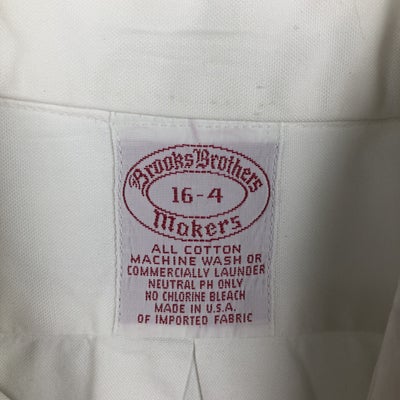 Brooks Brothers
16-4
Makers
ALL COTTON
MACHINE WASH OR
COMMERCIALLY LAUNDER
NEUTRAL PH ONLY
NO CHLORINE BLEACH
MADE IN U.S.A.
OF IMPORTED FABRIC